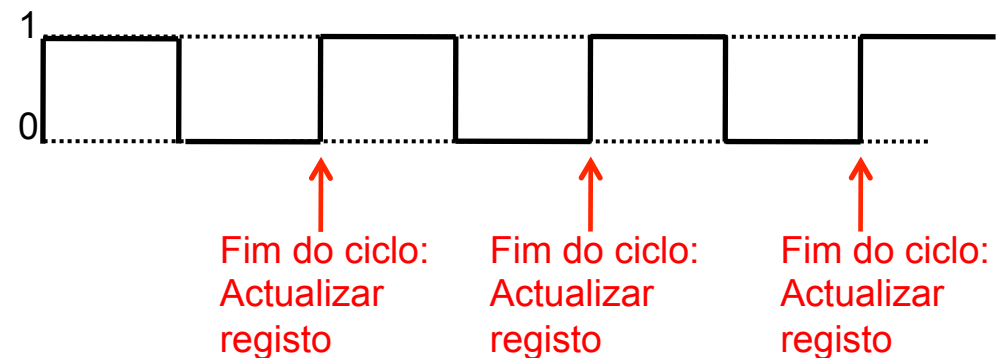 1
0
Fim do ciclo:
Actualizar
registo
Fim do ciclo:
Actualizar
registo
Fim do ciclo:
Actualizar
registo